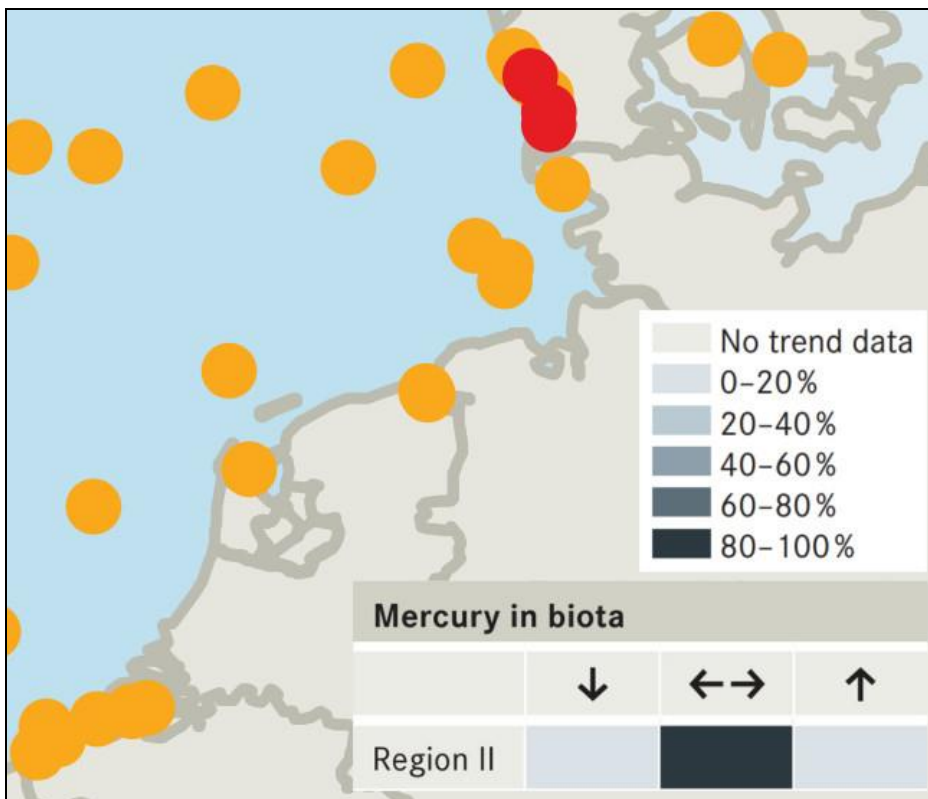 No trend data
0–20%
20–40%
40–60%
60–80%
80–100%
Mercury in biota
↓ ←→ ↑
Region II